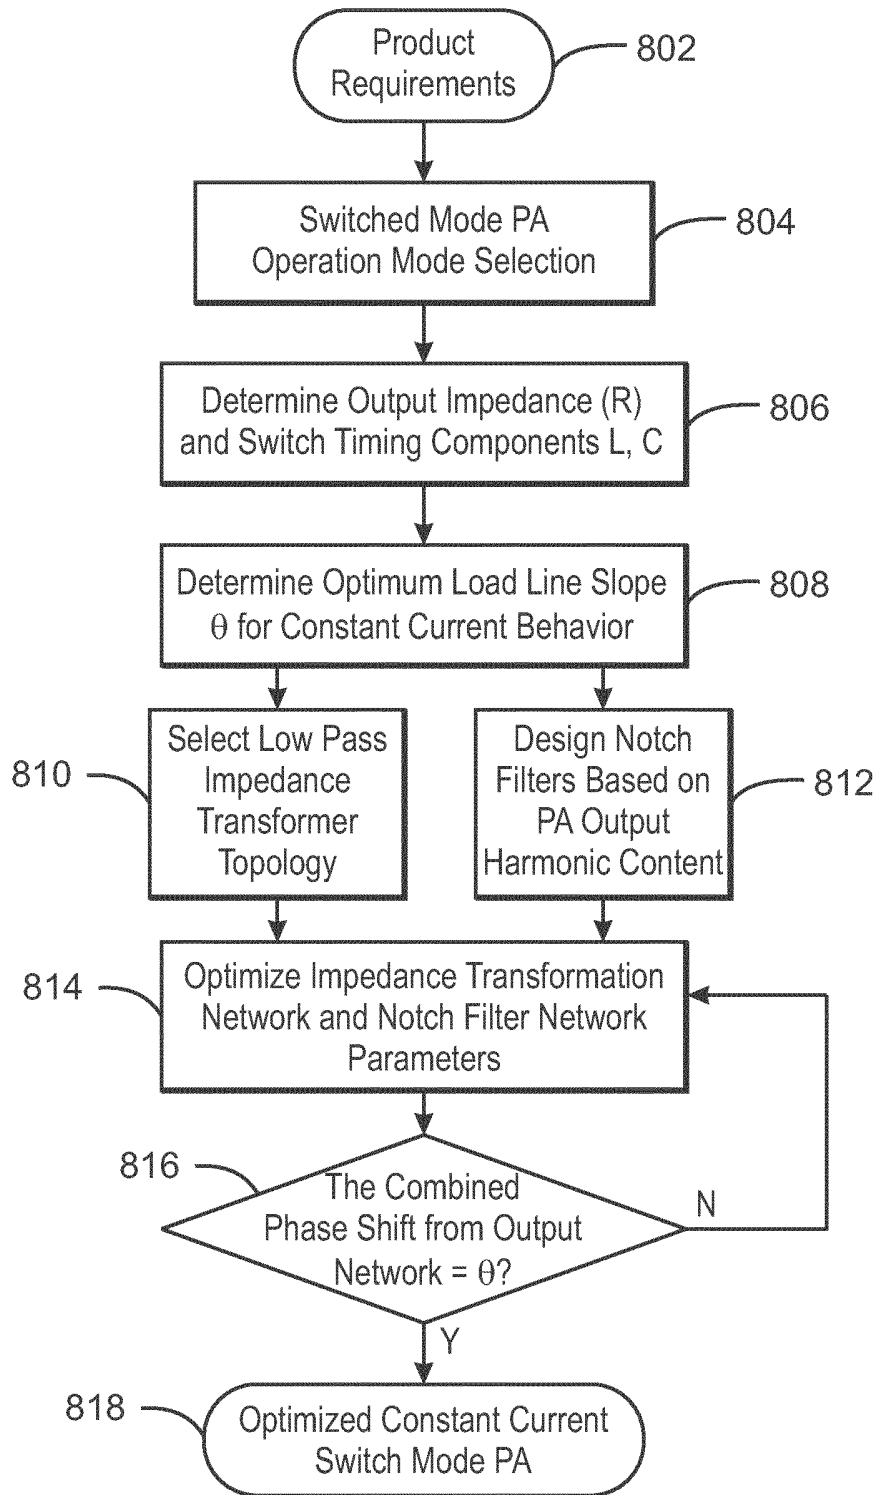 Product
Requirements
802
Switched Mode PA
Operation Mode Selection
804
Determine Output Impedance (R)
and Switch Timing Components L, C
806
Determine Optimum Load Line Slope
θ for Constant Current Behavior
808
810
Select Low Pass
Impedance
Transformer
Topology
Design Notch
Filters Based on
PA Output
Harmonic Content
812
814
Optimize Impedance Transformation
Network and Notch Filter Network
Parameters
816
The Combined
Phase Shift from Output
Network = θ?
N
Y
818
Optimized Constant Current
Switch Mode PA